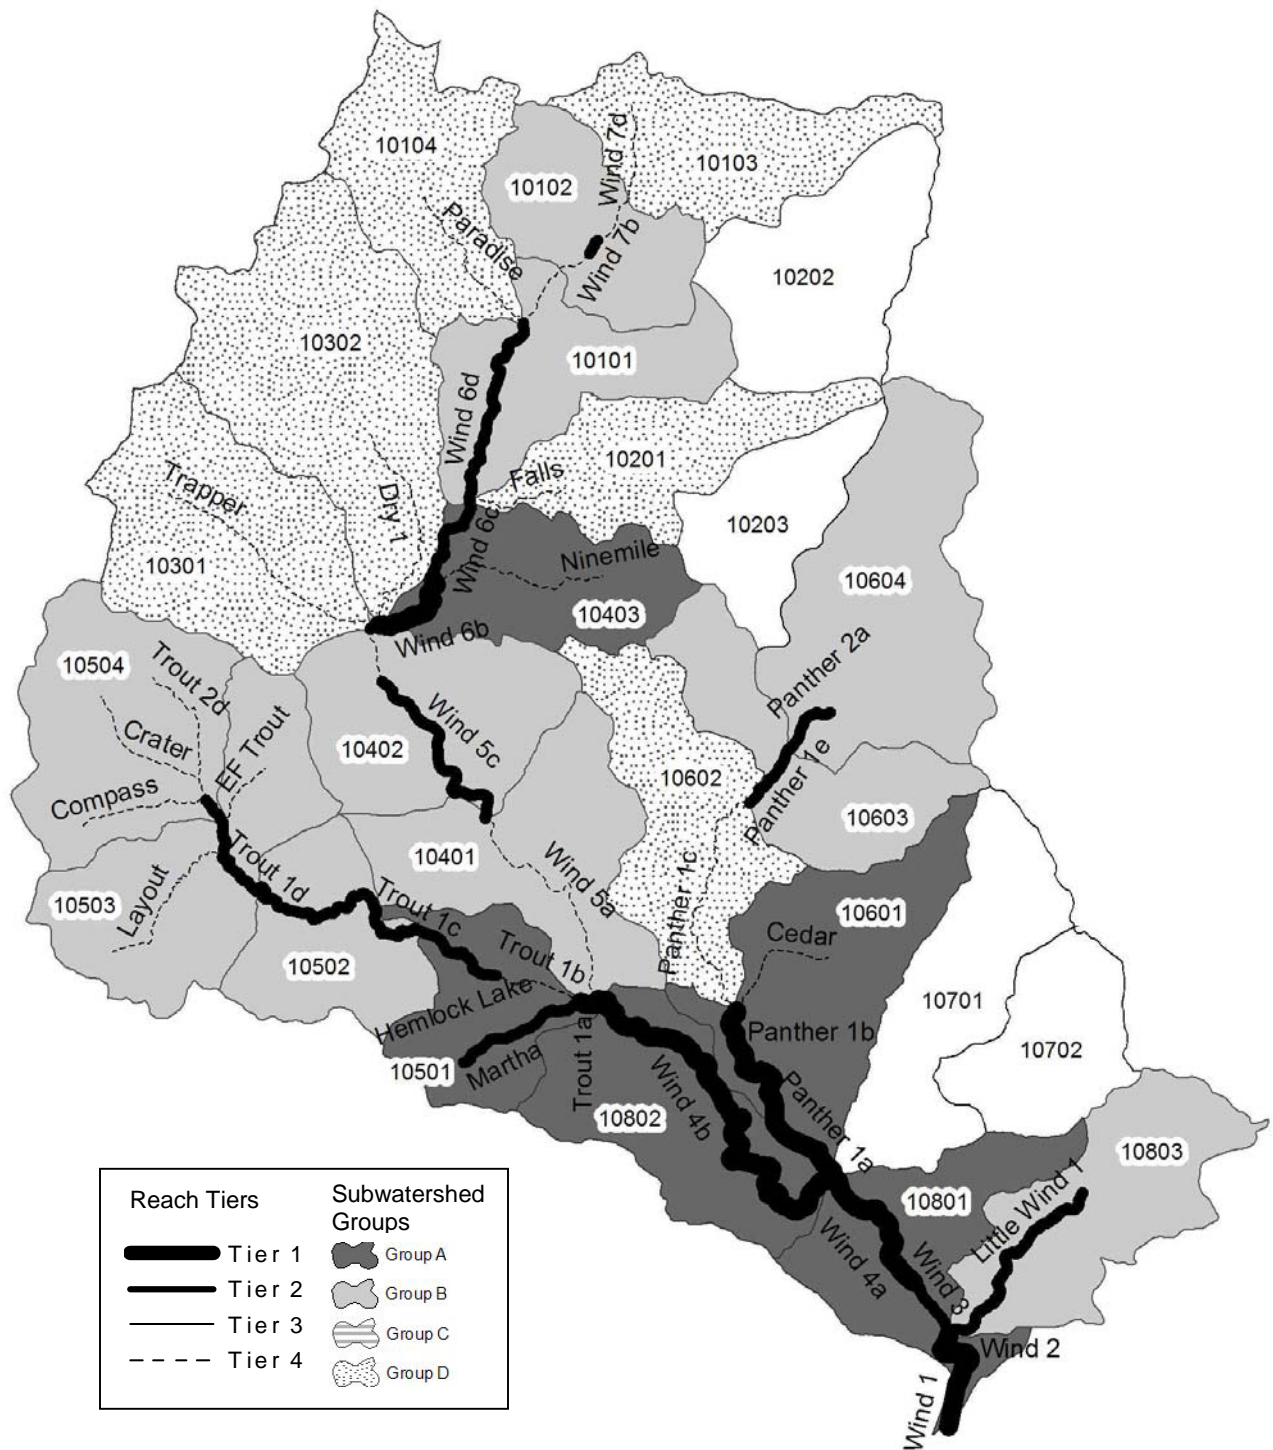 10104
Wind 7d
10103
10102
Paradise
Wind 7b
10202
10302
10101
Wind 6d
10201
Falls
Trapper
Dry 1
10203
Wind 6c
Ninemile
10301
10604
10403
Wind 6b
10504
Trout 2d
Panther 2a
Crater
EF Trout
10402
Wind 5c
10602
Compass
Panther 1e
10603
10401
Trout 1d
Wind 5a
Panther 1c
10503
Layout
Trout 1c
10601
Cedar
Trout 1b
10502
10701
Hemlock Lake
Panther 1b
10702
10501
Martha
Trout 1a
Wind 4b
Panther 1a
10802
10803
10801
Little Wind 1
Wind 4a
Wind 3
Wind 2
Wind 1
Reach Tiers
Tier 1
Tier 2
Tier 3
Tier 4
Subwatershed
Groups
Group A
Group B
Group C
Group D